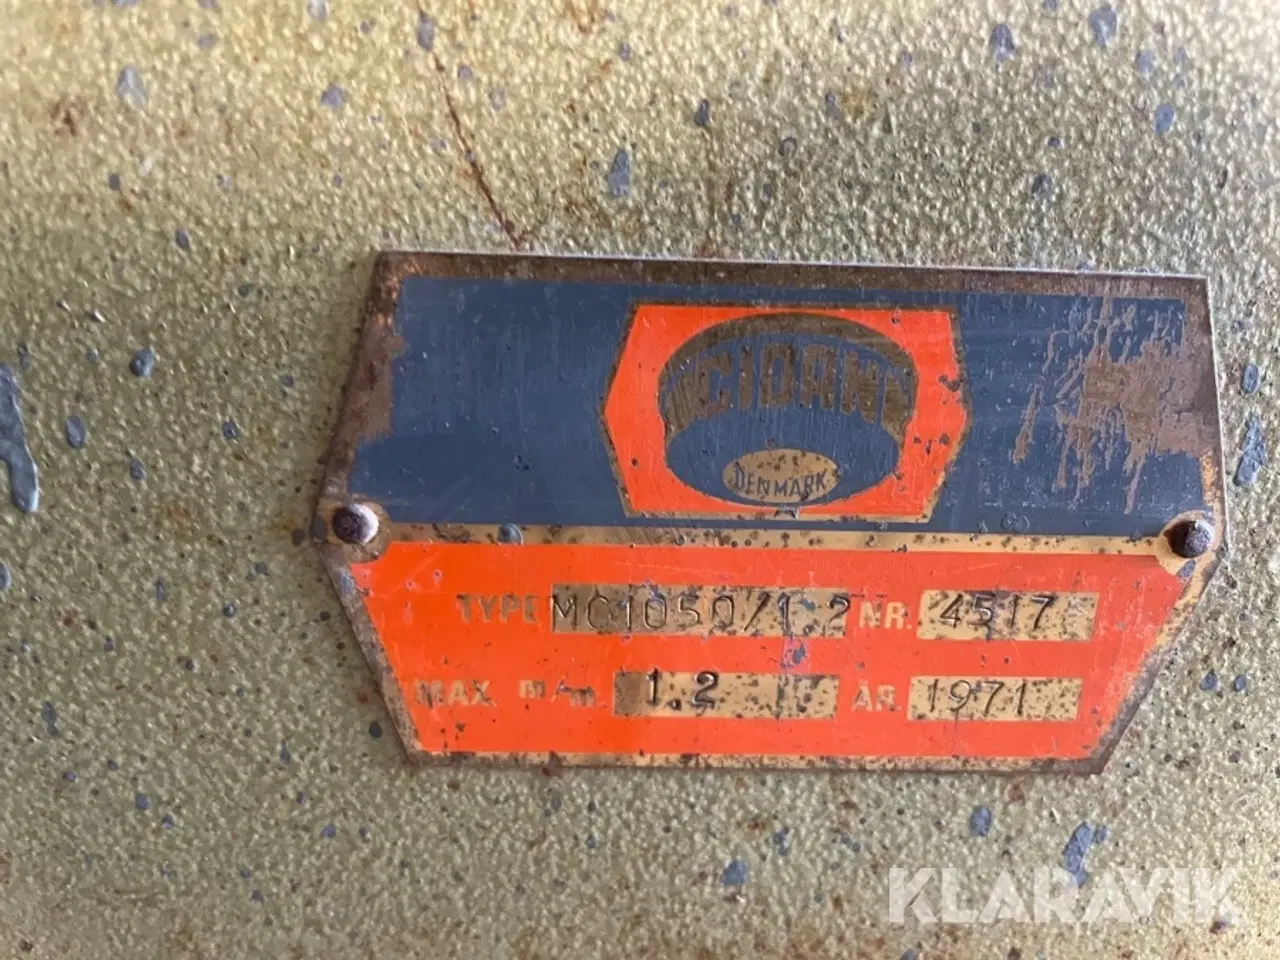 CIDAN
DENMARK
TYPE MC1050/1.2 NR. 4517
MAX. m/m. 1.2 ÅR. 1971
KLARAVIK